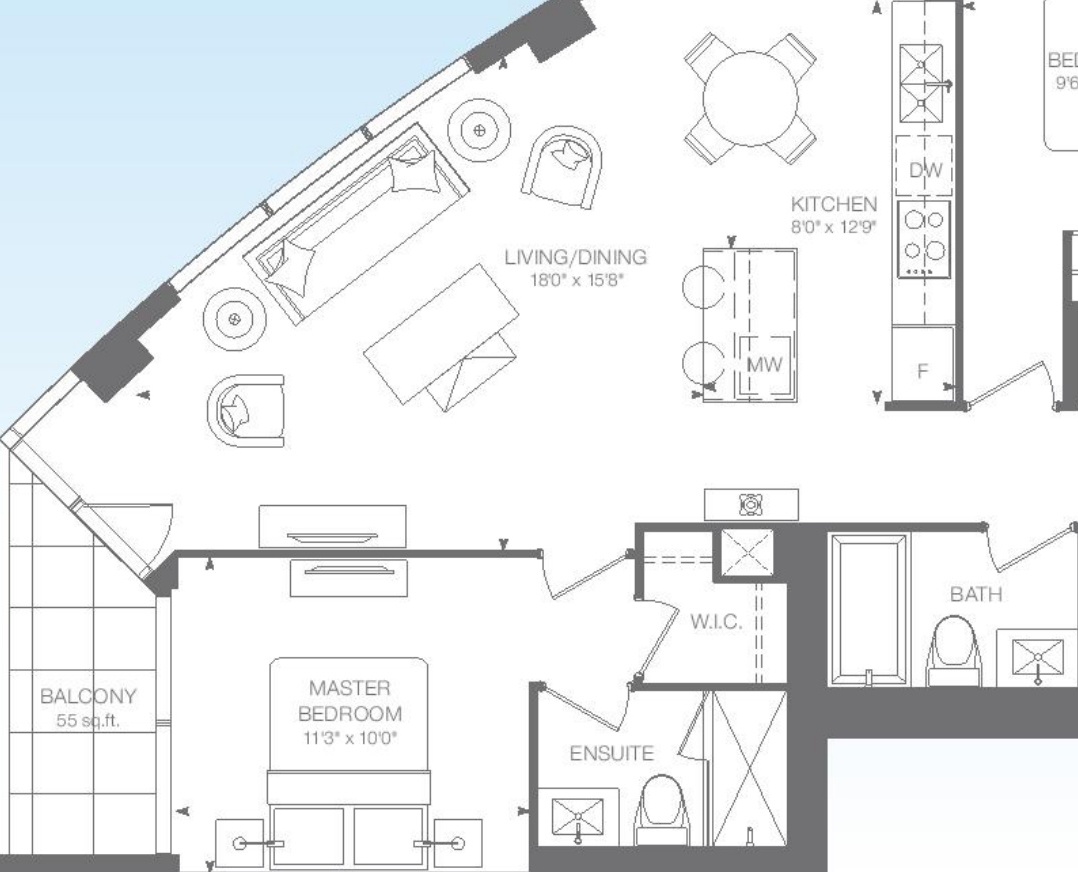 BED
9'6
DW
KITCHEN
8'0" x 12'9"
LIVING/DINING
18'0" x 15'8"
MW
F
BATH
W.I.C.
BALCONY
55 sq.ft.
MASTER
BEDROOM
11'3" x 10'0"
ENSUITE